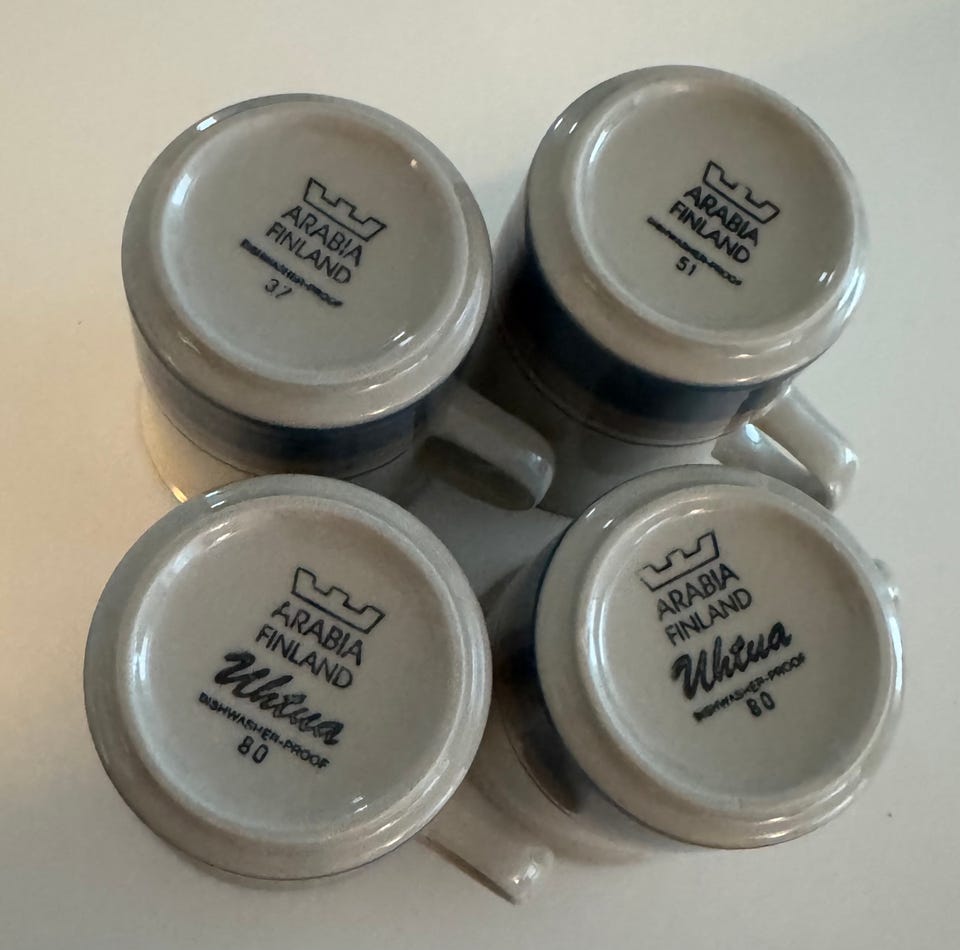 ARABIA
FINLAND
DISHWASHER-PROOF
37
ARABIA
FINLAND
DISHWASHER-PROOF
51
ARABIA
FINLAND
Uhtua
DISHWASHER-PROOF
80
ARABIA
FINLAND
Uhtua
DISHWASHER-PROOF
80